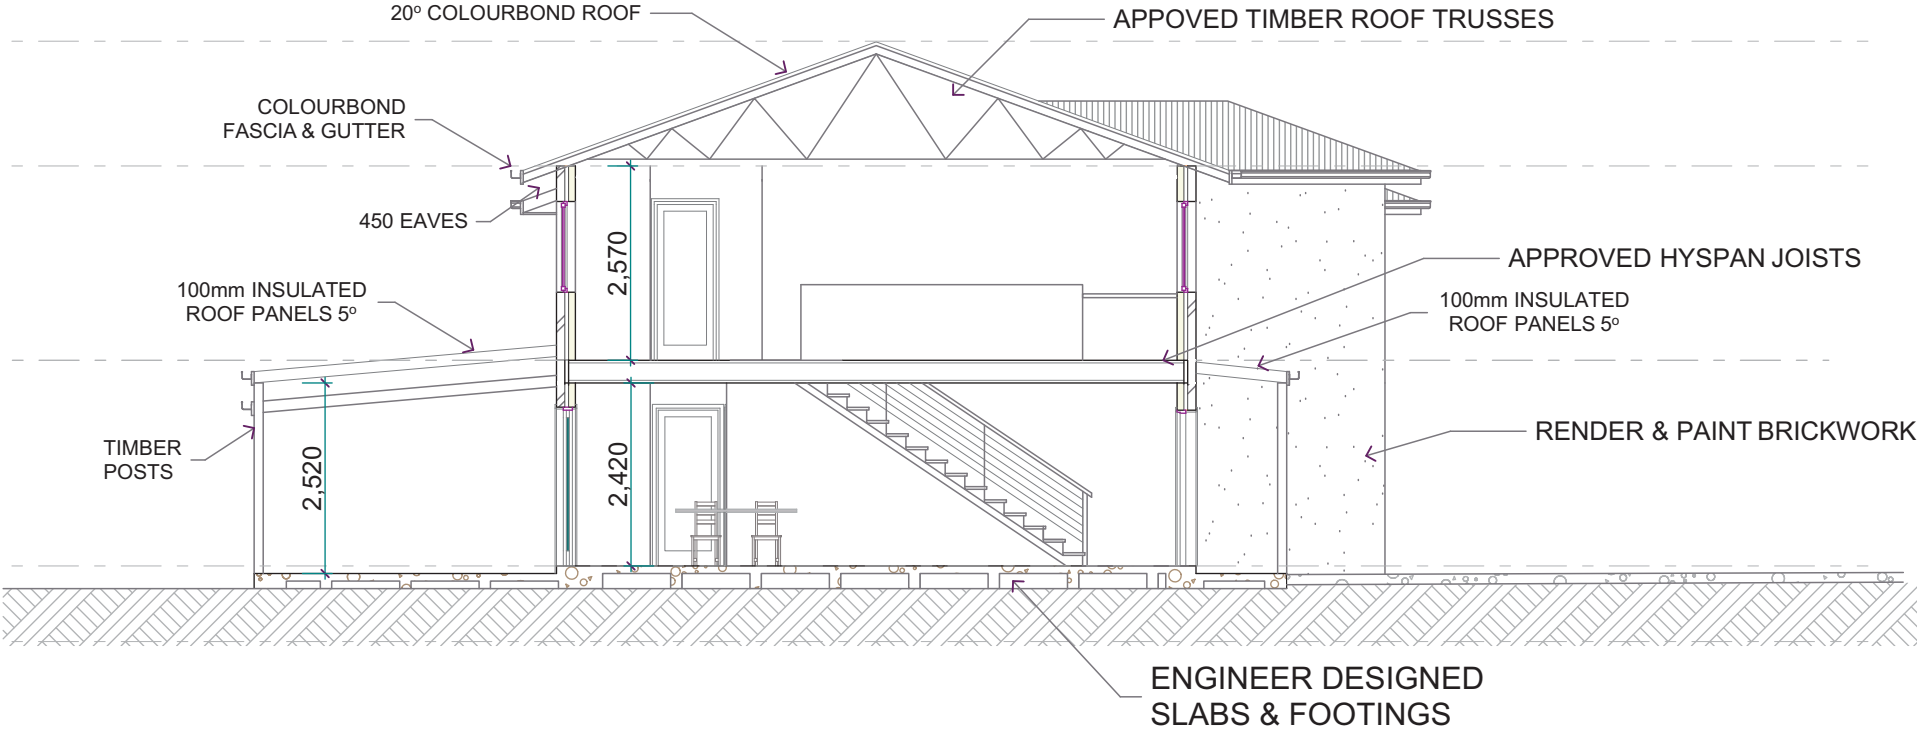 20º COLOURBOND ROOF
APPOVED TIMBER ROOF TRUSSES
COLOURBOND
FASCIA & GUTTER
450 EAVES
2,570
APPROVED HYSPAN JOISTS
100mm INSULATED
ROOF PANELS 5º
100mm INSULATED
ROOF PANELS 5º
TIMBER
POSTS
2,520
2,420
RENDER & PAINT BRICKWORK
ENGINEER DESIGNED
SLABS & FOOTINGS